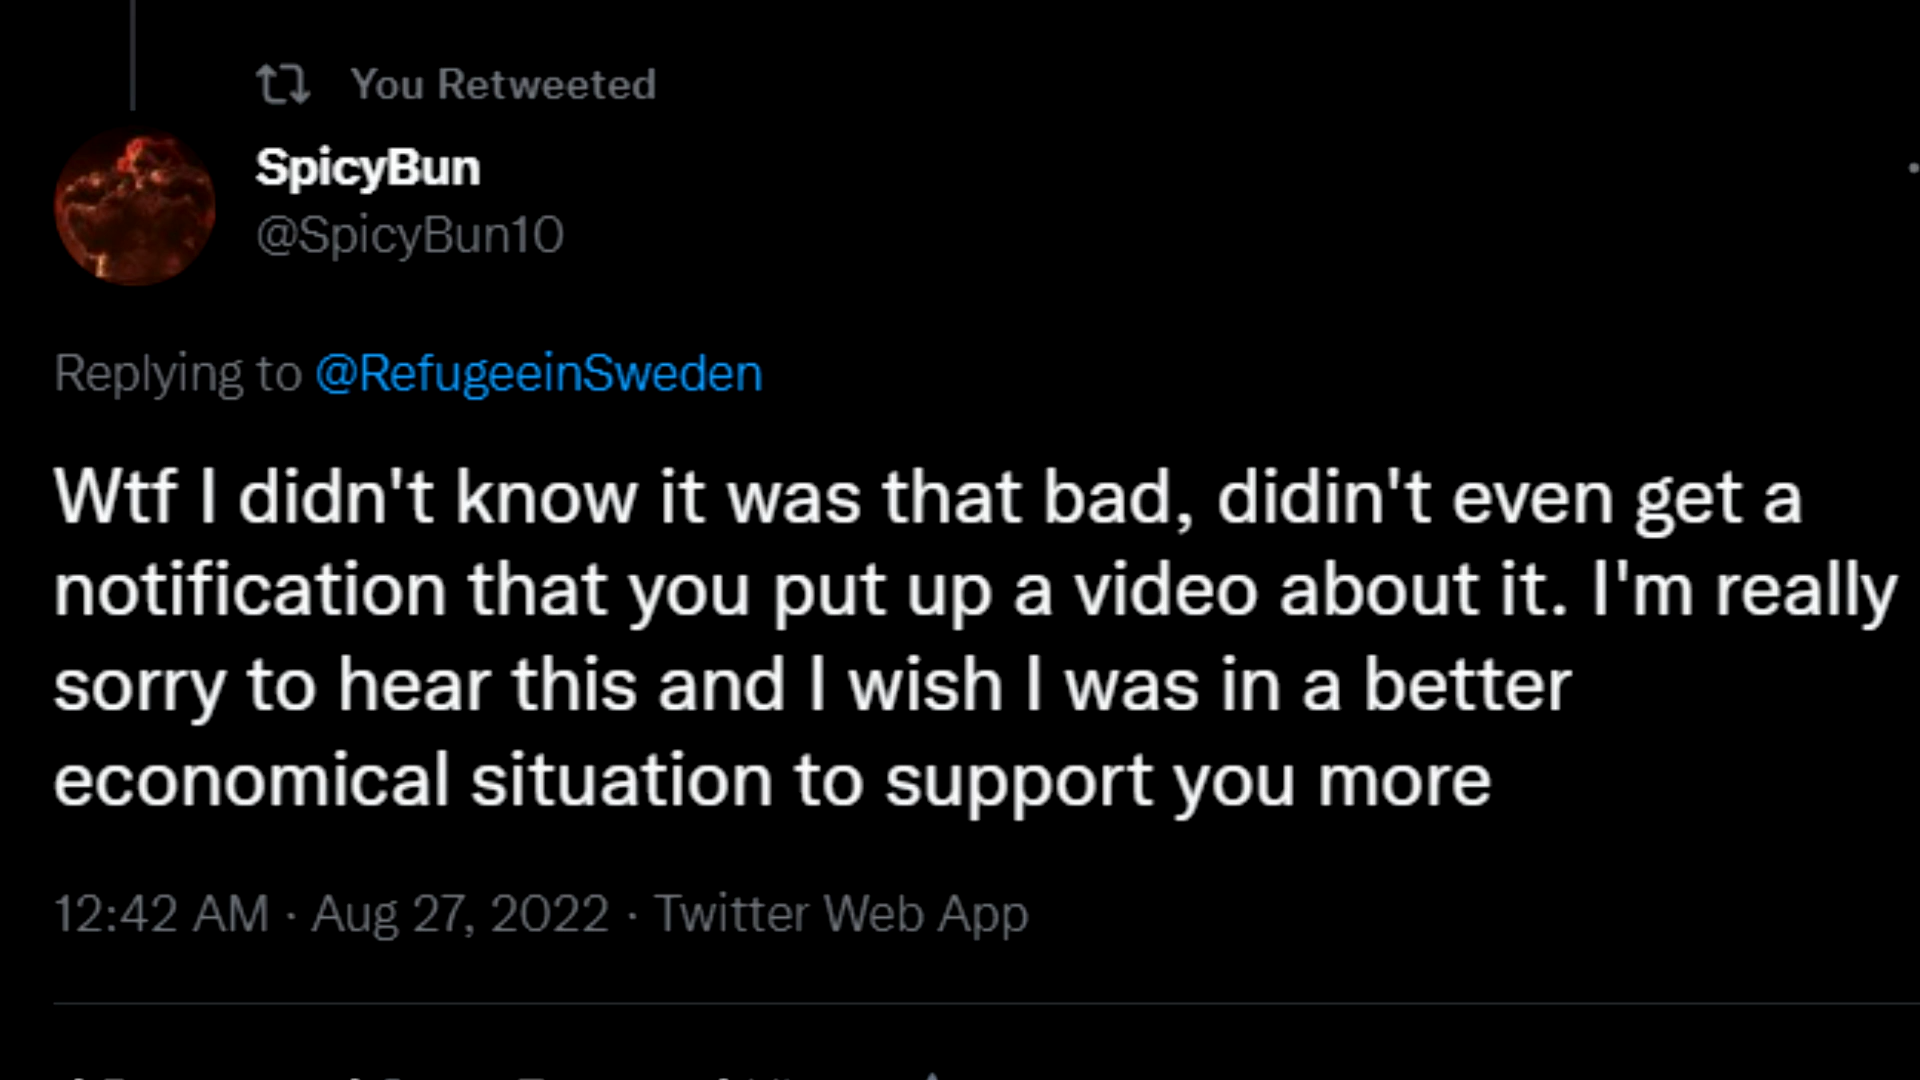 You Retweeted
SpicyBun
@SpicyBun10
Replying to @RefugeeinSweden
Wtf I didn't know it was that bad, didin't even get a
notification that you put up a video about it. I'm really
sorry to hear this and I wish I was in a better
economical situation to support you more
12:42 AM · Aug 27, 2022 · Twitter Web App